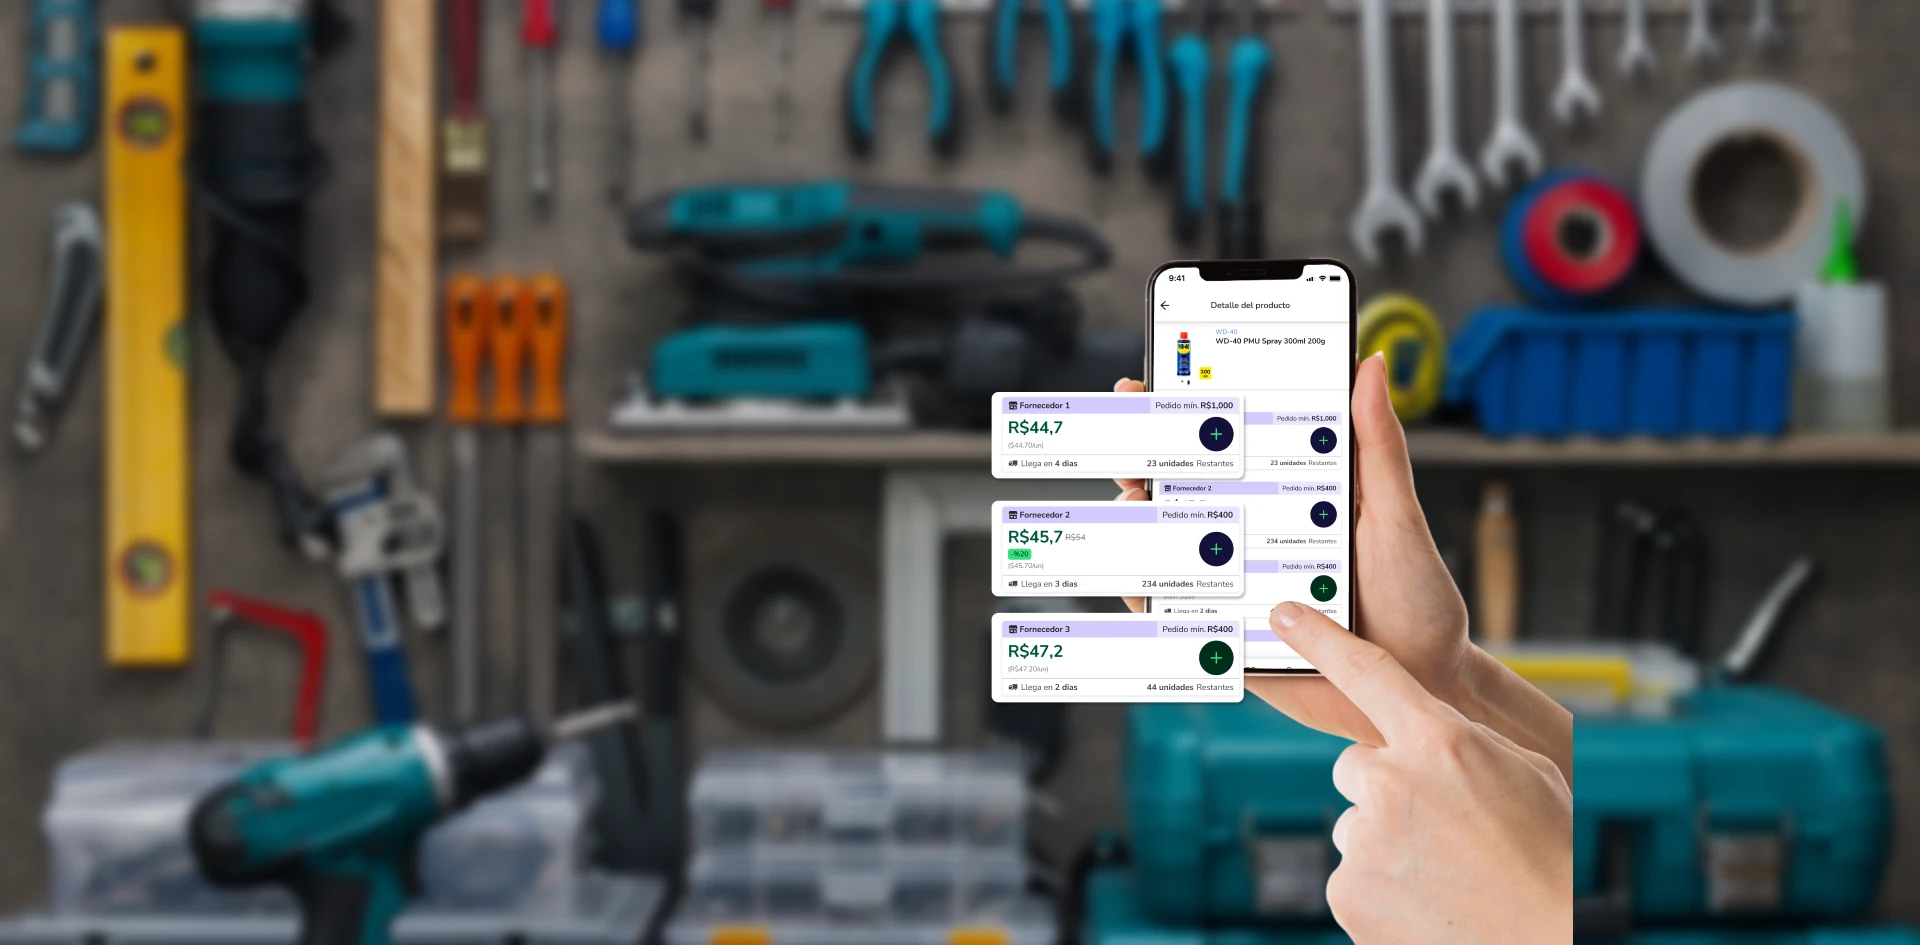 9:41
Detalle del producto
WD-40
WD-40 PMU Spray 300ml 200g
WD-40
300
Fornecedor 1 Pedido mín. R$1,000
R$44,7
($44.70/un)
Llega en 4 dias 23 unidades Restantes
Fornecedor 2 Pedido mín. R$400
R$45,7 R$54
-%20
($45.70/un)
Llega en 3 dias 234 unidades Restantes
Fornecedor 3 Pedido mín. R$400
R$47,2
(R$47.20/un)
Llega en 2 dias 44 unidades Restantes
Pedido mín. R$1,000
23 unidades Restantes
Fornecedor 2 Pedido mín. R$400
234 unidades Restantes
Pedido mín. R$400
Llega en 2 dias